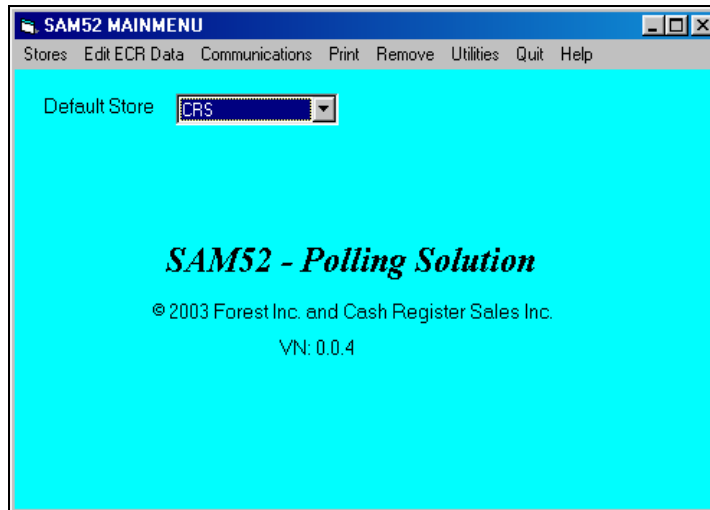 SAM52 MAINMENU
Stores Edit ECR Data Communications Print Remove Utilities Quit Help
Default Store CRS
SAM52 - Polling Solution
© 2003 Forest Inc. and Cash Register Sales Inc.
VN: 0.0.4